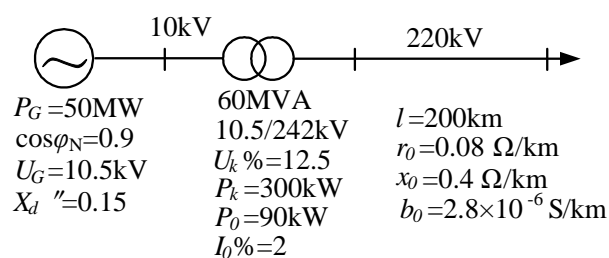 10kV
220kV
P_G=50MW
cosφ_N=0.9
U_G=10.5kV
X_d ″=0.15
60MVA
10.5/242kV
U_k%=12.5
P_k=300kW
P_0=90kW
I_0%=2
l=200km
r_0=0.08 Ω/km
x_0=0.4 Ω/km
b_0=2.8×10^-6 S/km